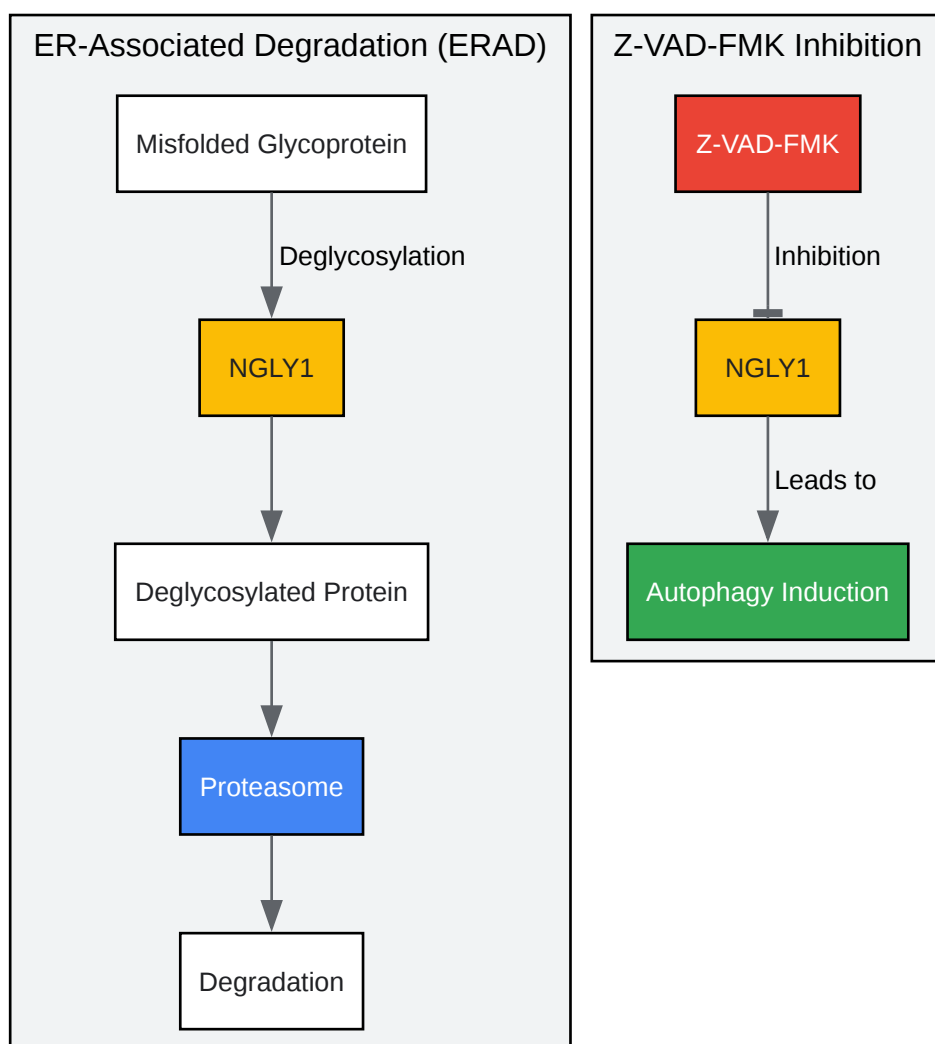 ER-Associated Degradation (ERAD)
Misfolded Glycoprotein
Deglycosylation
NGLY1
Deglycosylated Protein
Proteasome
Degradation
Z-VAD-FMK Inhibition
Z-VAD-FMK
Inhibition
NGLY1
Leads to
Autophagy Induction